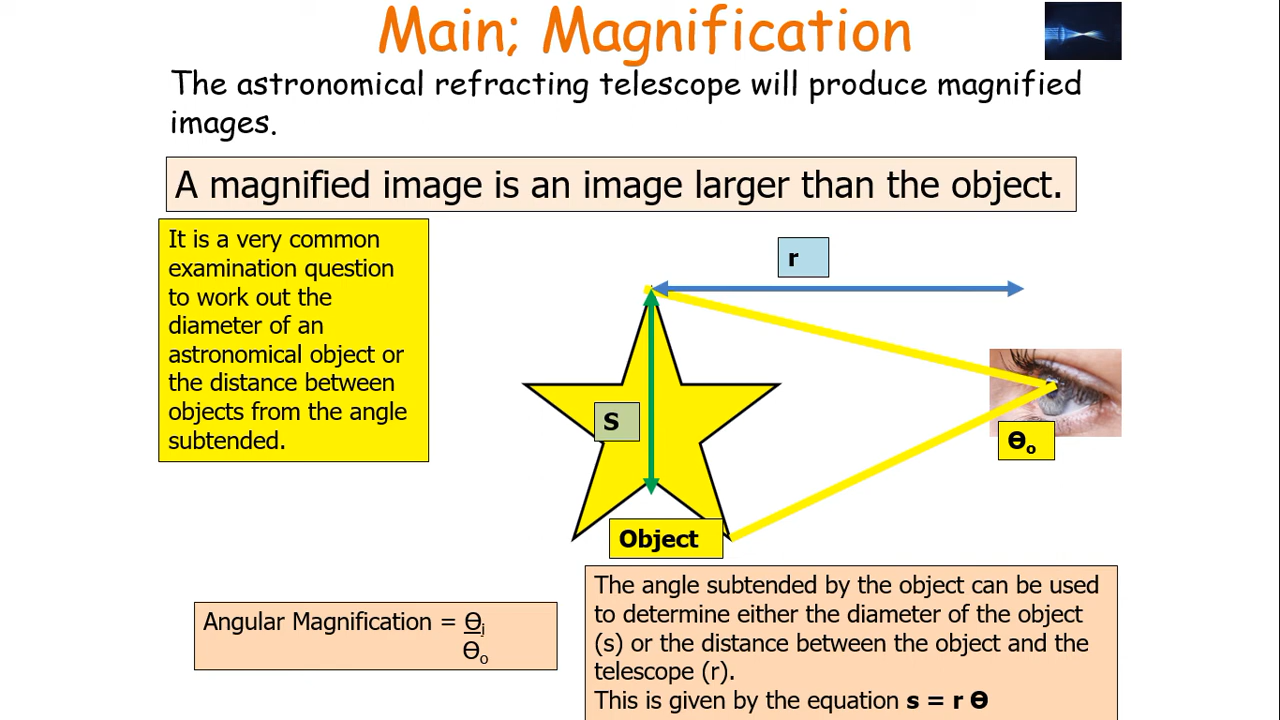 Main; Magnification
The astronomical refracting telescope will produce magnified
images.
A magnified image is an image larger than the object.
It is a very common
examination question
to work out the
diameter of an
astronomical object or
the distance between
objects from the angle
subtended.
r
S
ϴo
Object
Angular Magnification = ϴi
ϴo
The angle subtended by the object can be used
to determine either the diameter of the object
(s) or the distance between the object and the
telescope (r).
This is given by the equation s = r ϴ